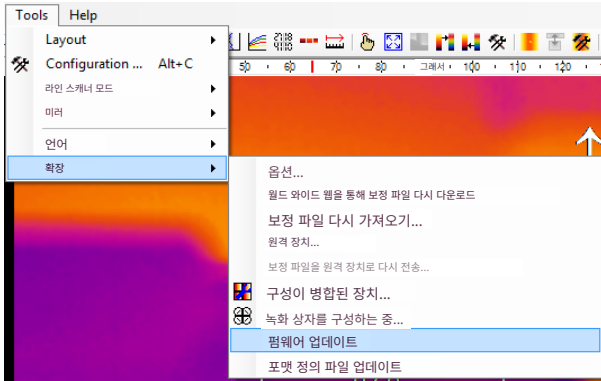 Tools Help
Layout
Configuration ... Alt+C
50 60 70 80 그래서 100 110 120
라인 스캐너 모드
미러
언어
확장
옵션...
월드 와이드 웹을 통해 보정 파일 다시 다운로드
보정 파일 다시 가져오기...
원격 장치...
보정 파일을 원격 장치로 다시 전송...
구성이 병합된 장치...
녹화 상자를 구성하는 중...
펌웨어 업데이트
포맷 정의 파일 업데이트